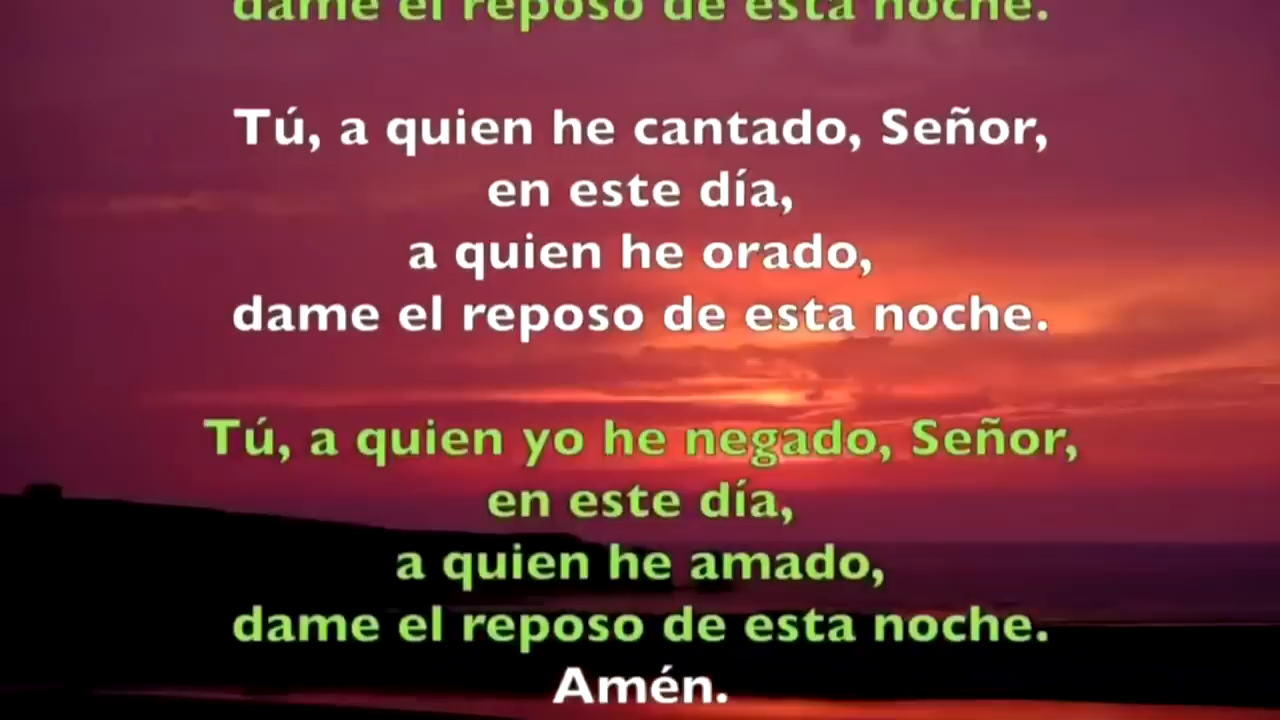 dame el reposo de esta noche.
Tú, a quien he cantado, Señor,
en este día,
a quien he orado,
dame el reposo de esta noche.
Tú, a quien yo he negado, Señor,
en este día,
a quien he amado,
dame el reposo de esta noche.
Amén.